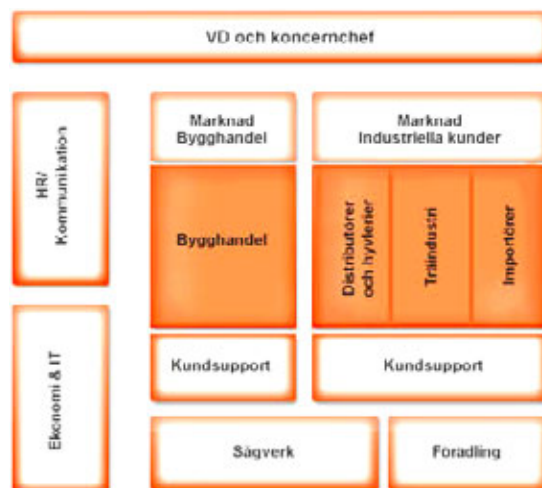 VD och koncernchef
HR/
Kommunikation
Marknad
Bygghandel
Marknad
Industriella kunder
Bygghandel
Distributörer
och hyvlerier
Träindustri
Importörer
Ekonomi & IT
Kundsupport
Kundsupport
Sågverk
Förädling